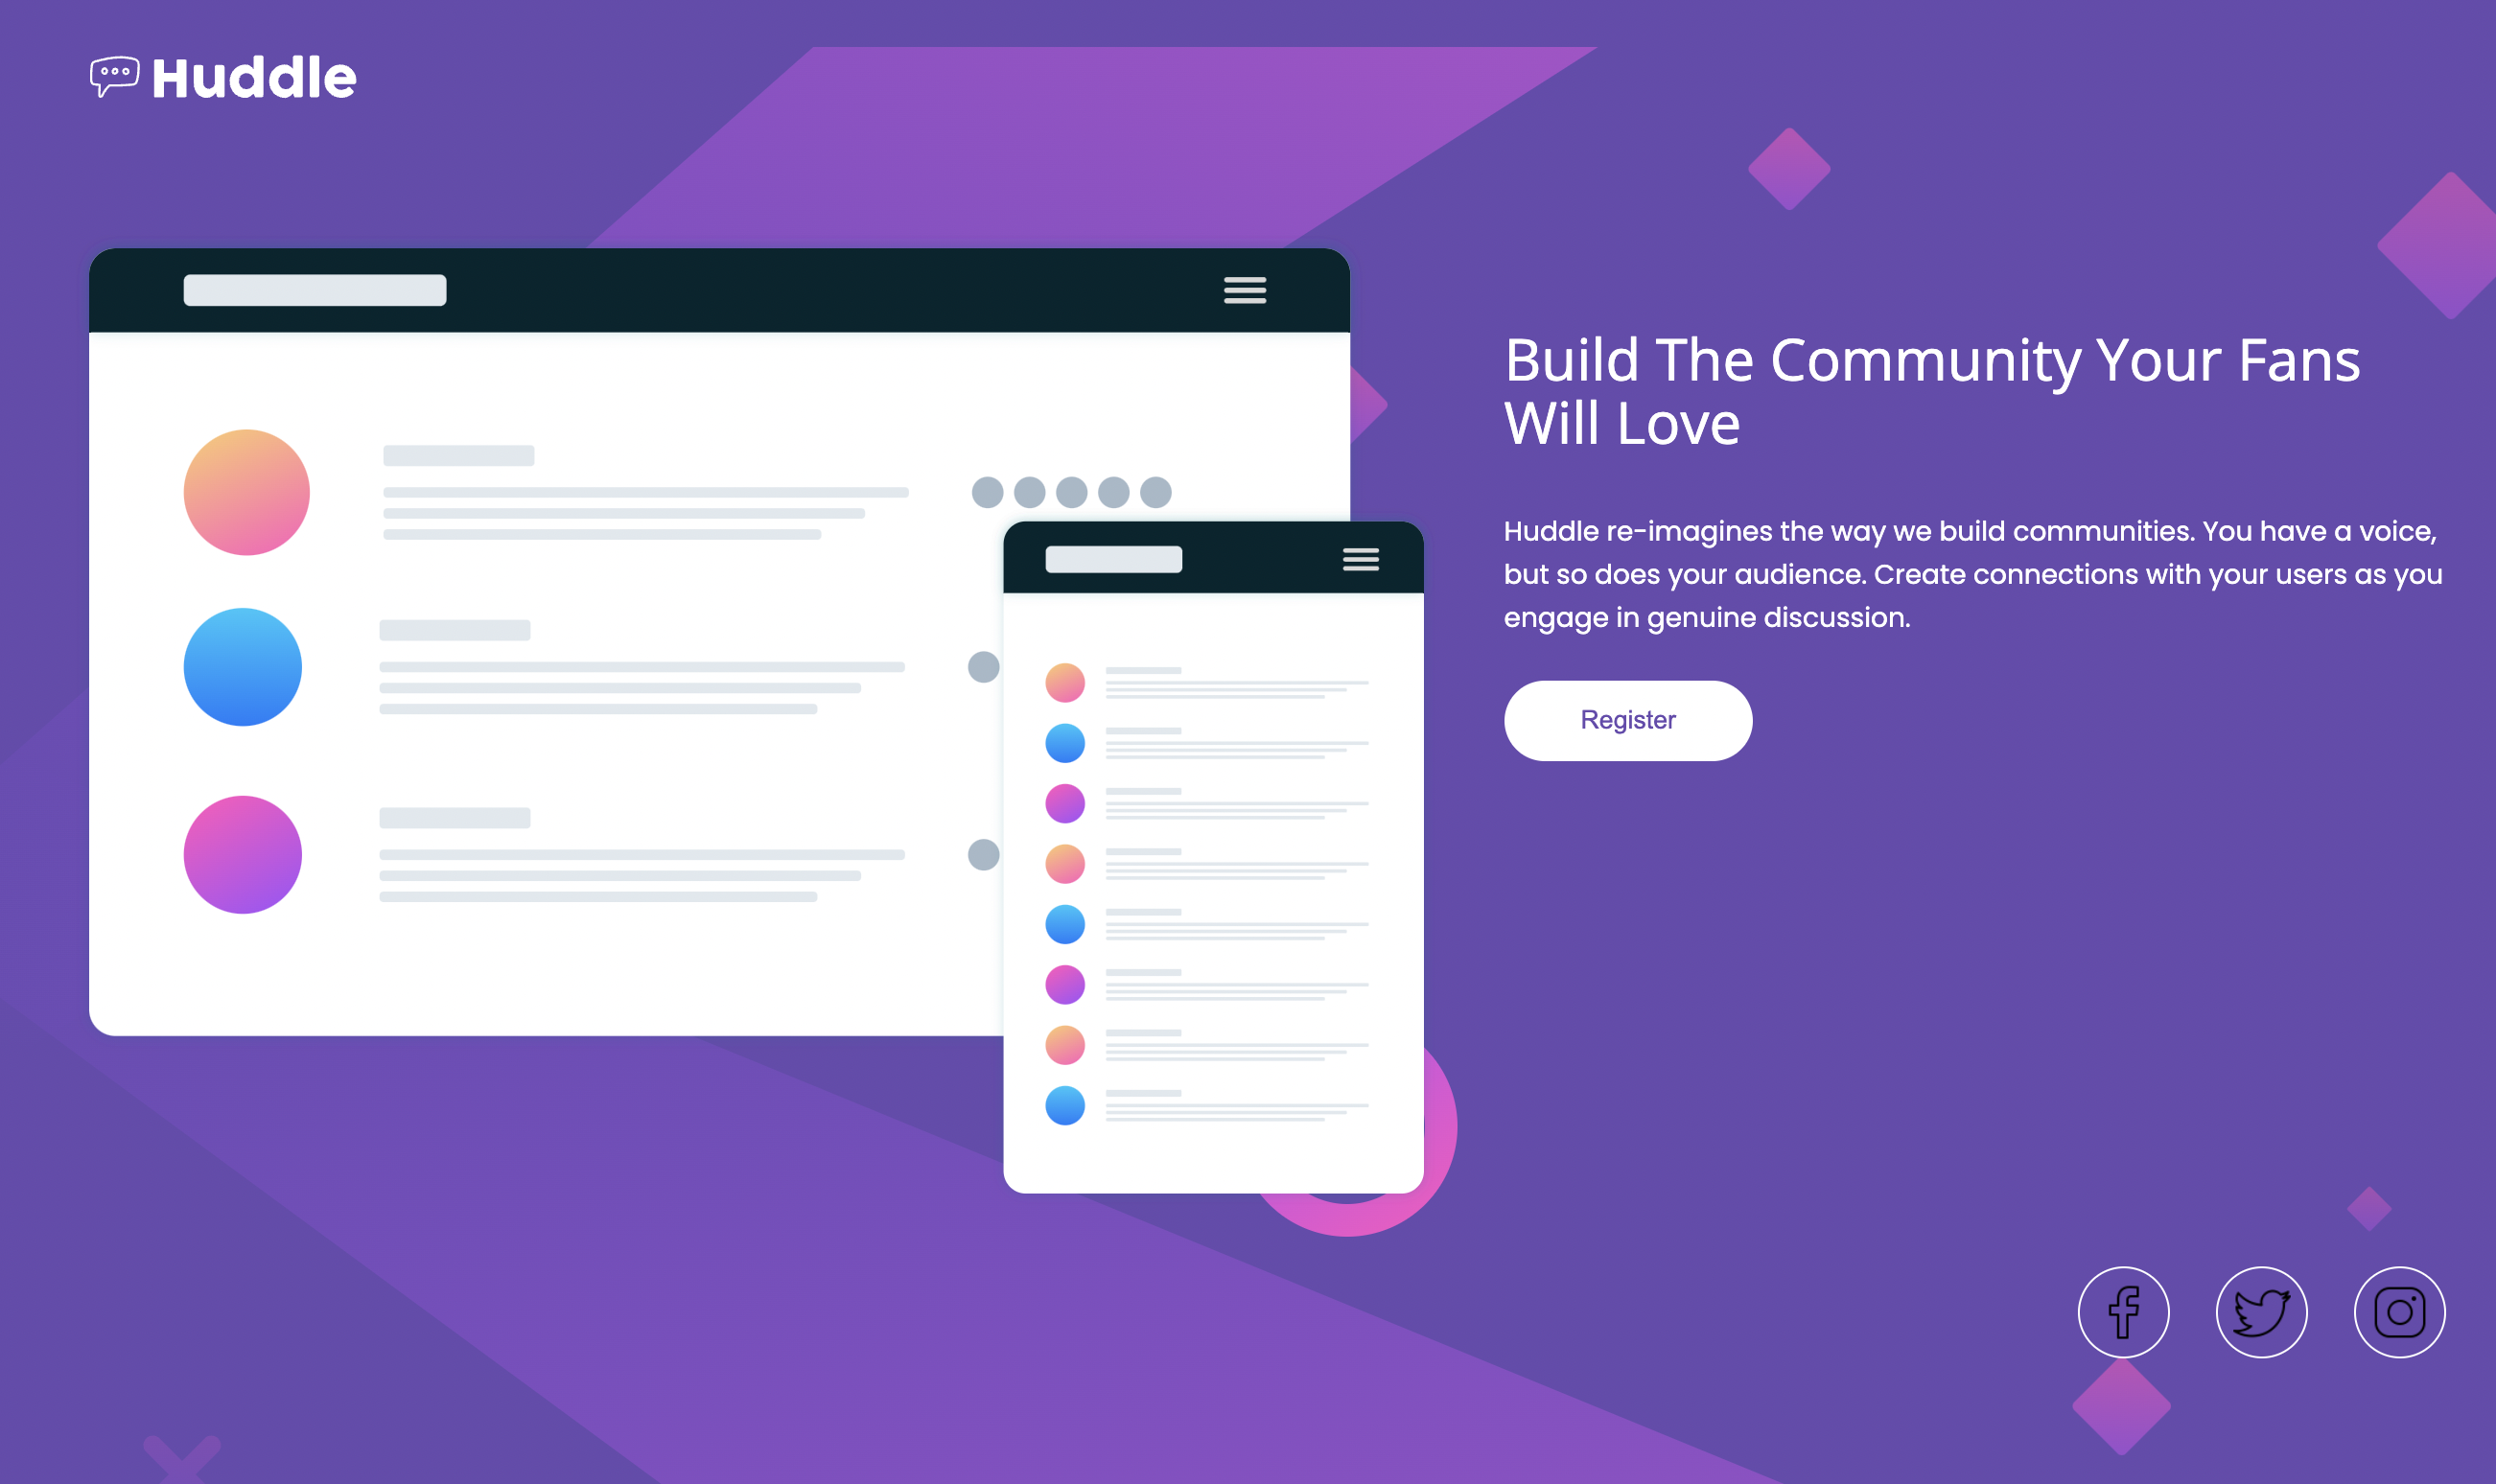 Huddle
Build The Community Your Fans
Will Love
Huddle re-imagines the way we build communities. You have a voice,
but so does your audience. Create connections with your users as you
engage in genuine discussion.
Register